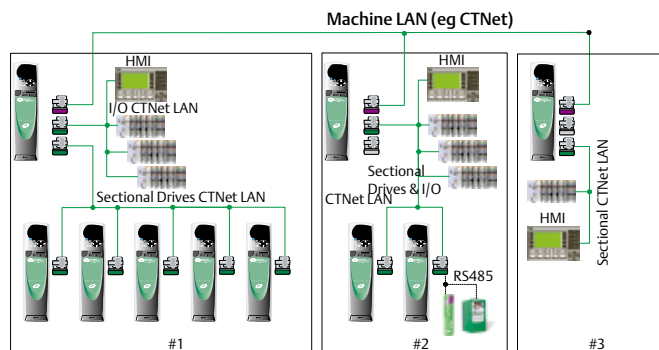 Machine LAN (eg CTNet)
HMI
I/O CTNet LAN
Sectional Drives CTNet LAN
#1
HMI
Sectional
Drives & I/O
CTNet LAN
RS485
#2
Sectional CTNet LAN
HMI
#3